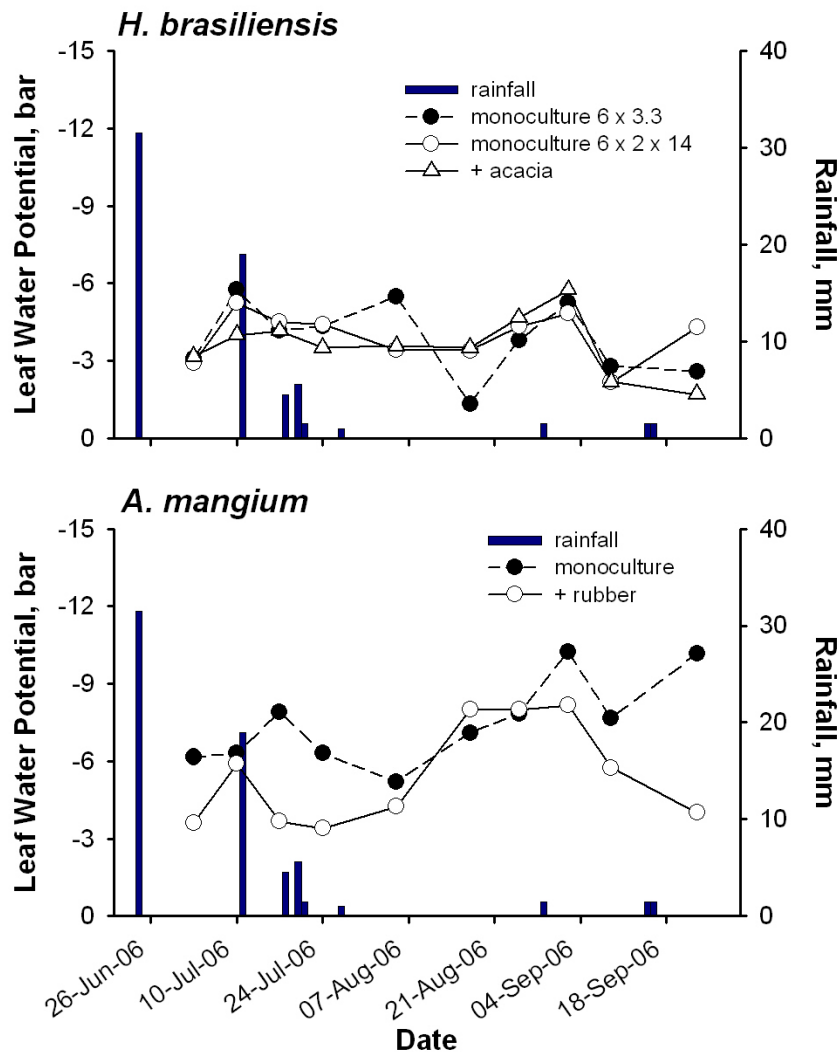 H. brasiliensis
Leaf Water Potential, bar
-15
-12
-9
-6
-3
0
rainfall
monoculture 6 x 3.3
monoculture 6 x 2 x 14
+ acacia
40
30
20
10
0
Rainfall, mm
A. mangium
Leaf Water Potential, bar
-15
-12
-9
-6
-3
0
rainfall
monoculture
+ rubber
40
30
20
10
0
Rainfall, mm
26-Jun-06
10-Jul-06
24-Jul-06
07-Aug-06
21-Aug-06
04-Sep-06
18-Sep-06
Date